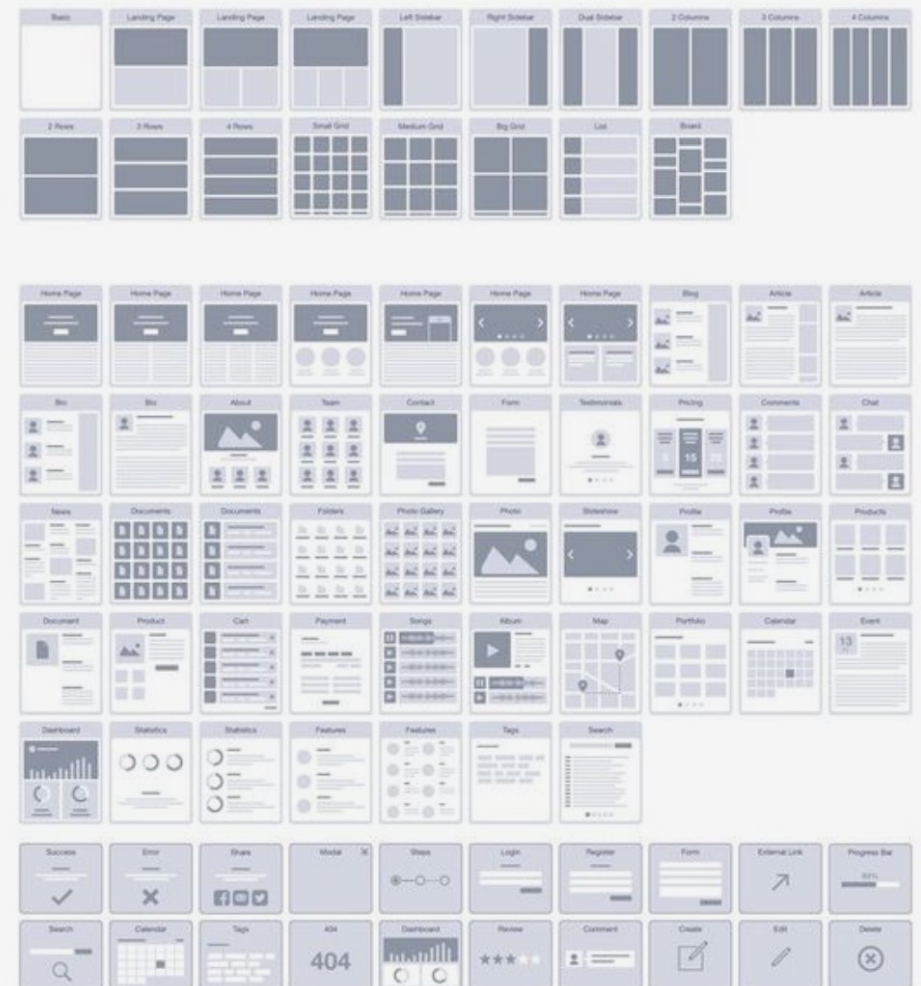 Basic Landing Page Landing Page Landing Page Left Sidebar Right Sidebar Dual Sidebar 2 Columns 3 Columns 4 Columns
2 Rows 3 Rows 4 Rows Small Grid Medium Grid Big Grid List Board
Home Page Home Page Home Page Home Page Home Page Home Page Home Page Blog Article Article
Bio Bio About Team Contact Form Testimonials Pricing Comments Chat
15
News Documents Documents Folders Photo Gallery Photo Slideshow Profile Profile Products
Document Product Cart Payment Songs Album Map Portfolio Calendar Event
13
Dashboard Statistics Statistics Features Features Tags Search
Success Error Share Modal Steps Login Register Form External Link Progress Bar
Search Calendar Tags 404 Dashboard Review Comment Create Edit Delete
404